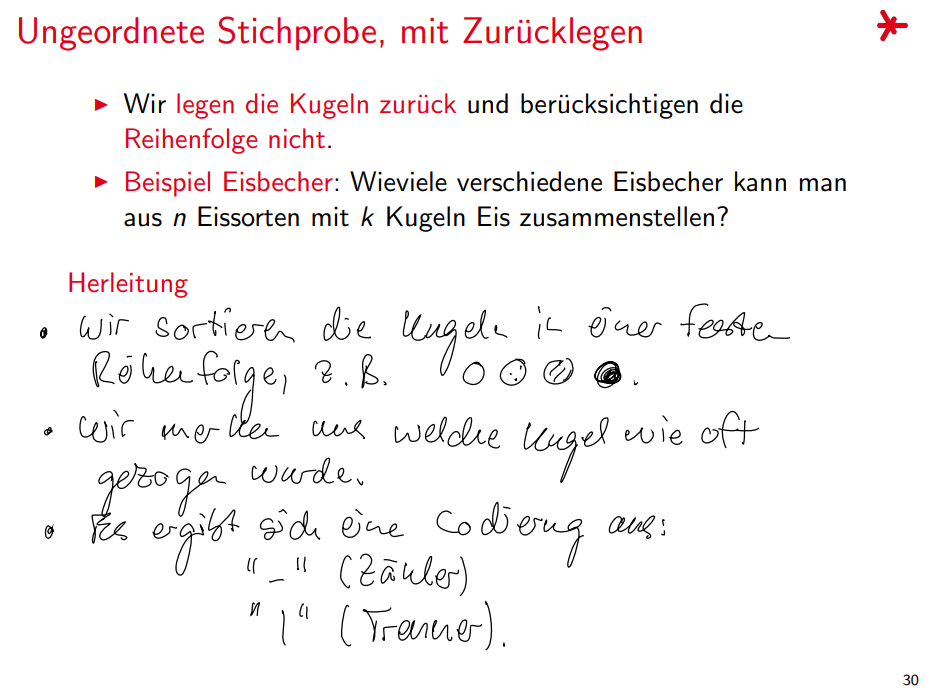 Ungeordnete Stichprobe, mit Zurücklegen
▶ Wir legen die Kugeln zurück und berücksichtigen die
Reihenfolge nicht.
▶ Beispiel Eisbecher: Wieviele verschiedene Eisbecher kann man
aus n Eissorten mit k Kugeln Eis zusammenstellen?
Herleitung
• Wir sortieren die Kugeln in einer festen
Reihenfolge, z.B.
• Wir merken uns welche Kugel wie oft
gezogen wurde.
• Es ergibt sich eine Codierung aus:
"_" (Zähler)
"|" (Trenner).
30